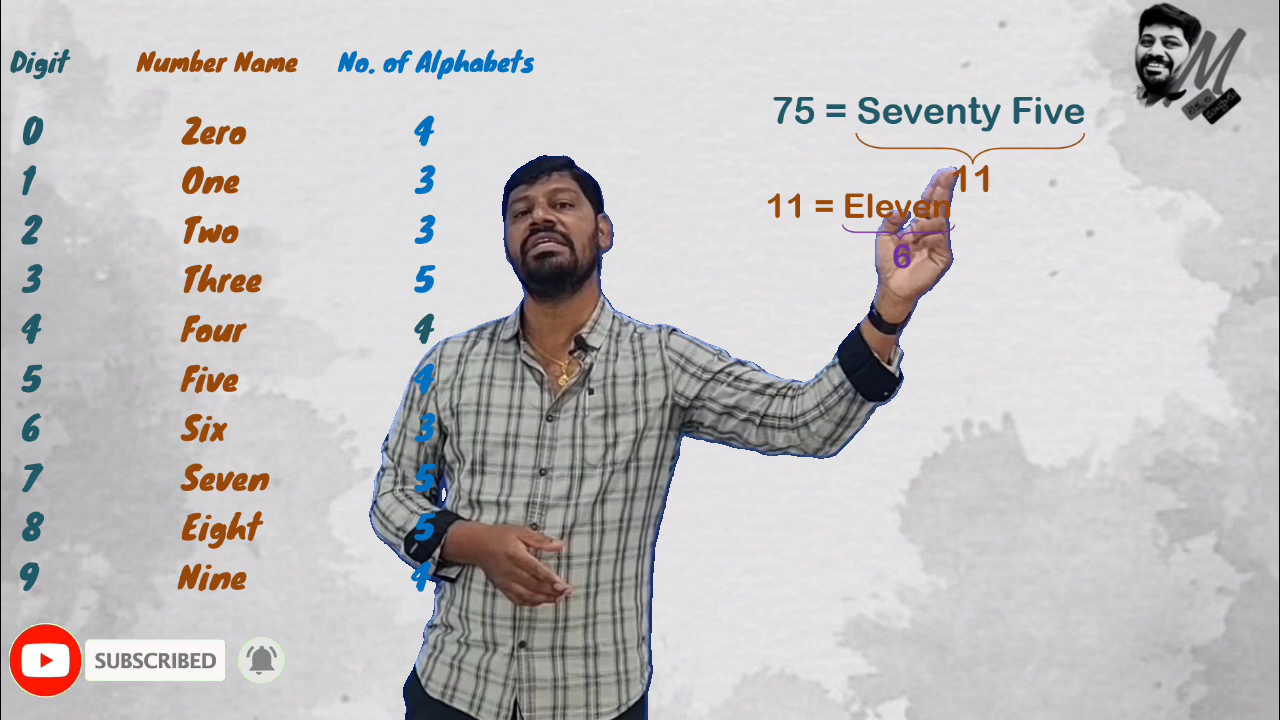 Digit Number Name No. of Alphabets
0 Zero 4
1 One 3
2 Two 3
3 Three 5
4 Four 4
5 Five 4
6 Six 3
7 Seven 5
8 Eight 5
9 Nine 4
75 = Seventy Five
11
11 = Eleven
6
M
SUBSCRIBED